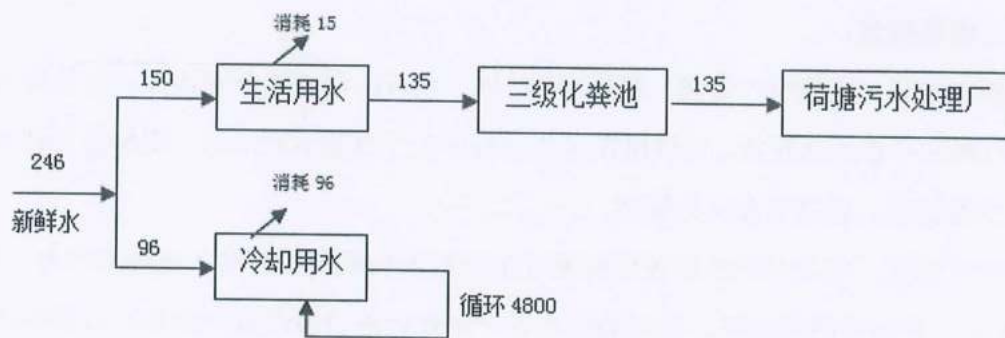 消耗 15
150
生活用水
135
三级化粪池
135
荷塘污水处理厂
246
新鲜水
消耗 96
96
冷却用水
循环 4800